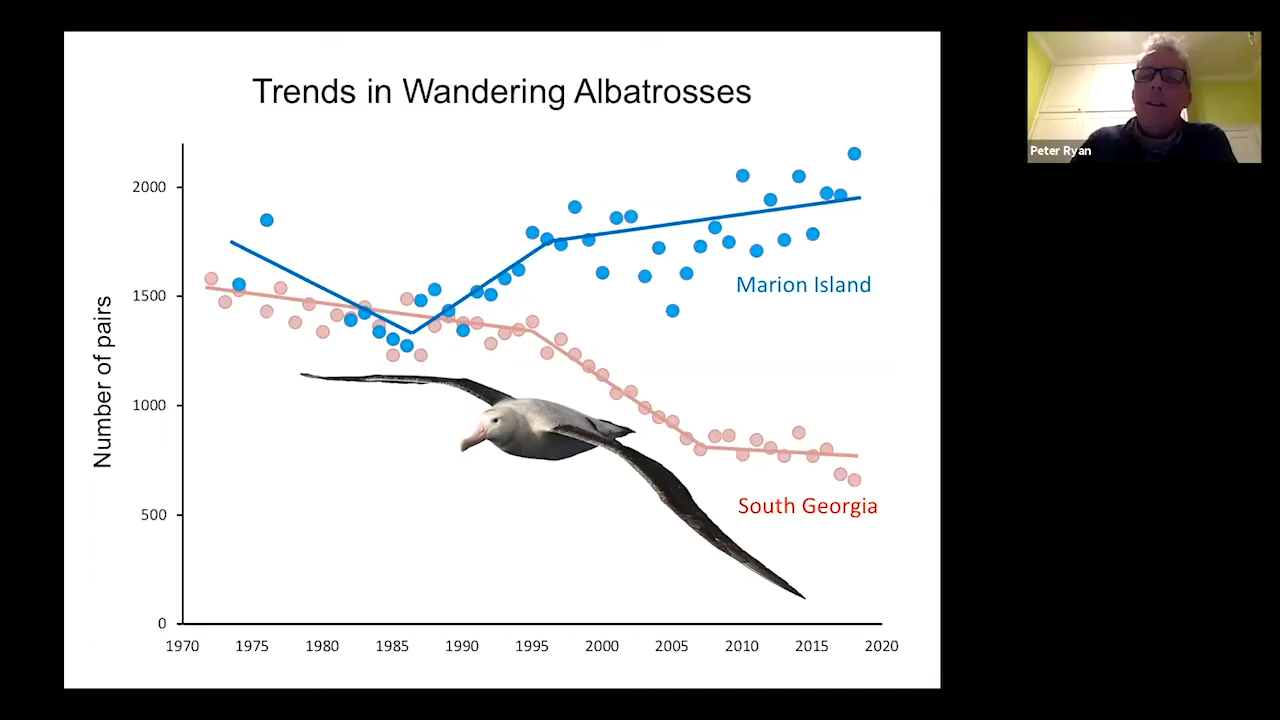 Trends in Wandering Albatrosses
Peter Ryan
Number of pairs
2000
1500
1000
500
0
Marion Island
South Georgia
1970 1975 1980 1985 1990 1995 2000 2005 2010 2015 2020